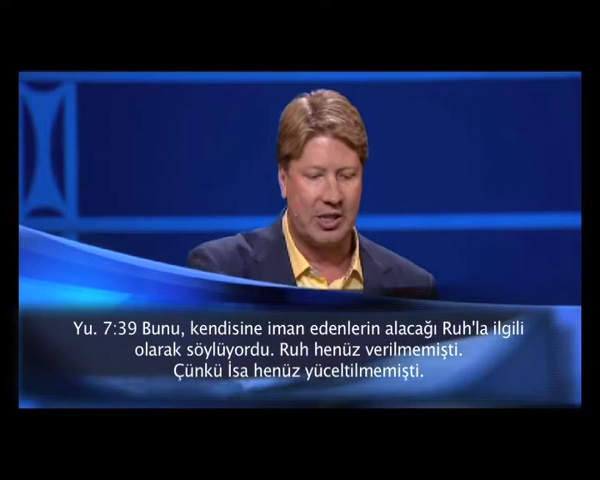 Yu. 7:39 Bunu, kendisine iman edenlerin alacağı Ruh'la ilgili
olarak söylüyordu. Ruh henüz verilmemişti.
Çünkü İsa henüz yüceltilmemişti.